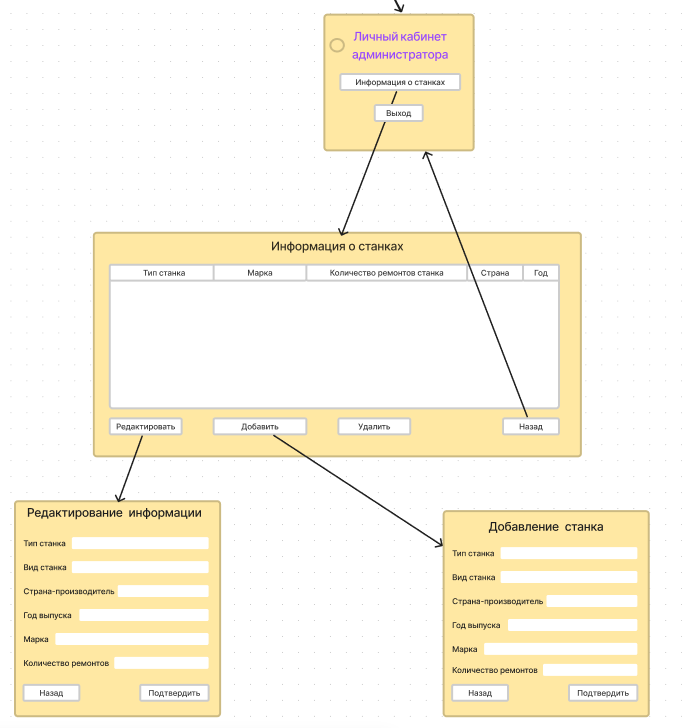 Личный кабинет
администратора
Информация о станках
Выход
Информация о станках
Тип станка Марка Количество ремонтов станка Страна Год
Редактировать Добавить Удалить Назад
Редактирование информации
Тип станка
Вид станка
Страна-производитель
Год выпуска
Марка
Количество ремонтов
Назад Подтвердить
Добавление станка
Тип станка
Вид станка
Страна-производитель
Год выпуска
Марка
Количество ремонтов
Назад Подтвердить